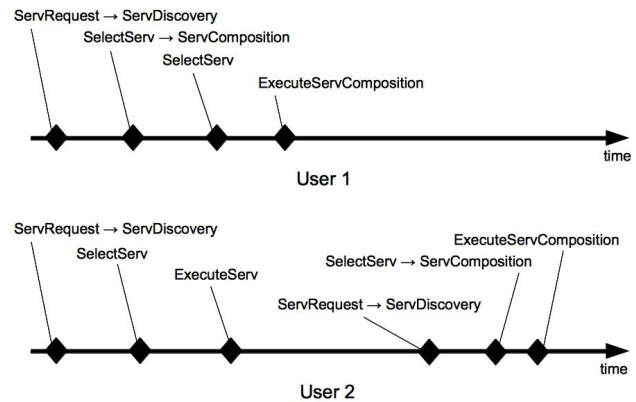 ServRequest → ServDiscovery
SelectServ → ServComposition
SelectServ
ExecuteServComposition
time
User 1
ServRequest → ServDiscovery
SelectServ
ExecuteServ
ServRequest → ServDiscovery
SelectServ → ServComposition
ExecuteServComposition
time
User 2